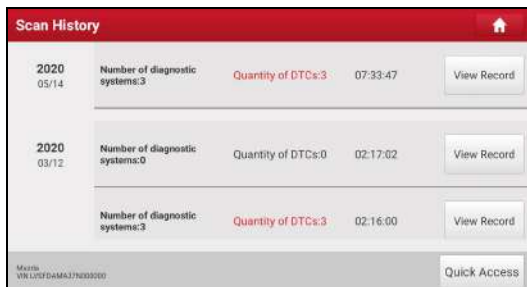 Scan History
2020
05/14
Number of diagnostic
systems:3
Quantity of DTCs:3
07:33:47
View Record
2020
03/12
Number of diagnostic
systems:0
Quantity of DTCs:0
02:17:02
View Record
Number of diagnostic
systems:3
Quantity of DTCs:3
02:16:00
View Record
Mazda
VIN
Quick Access